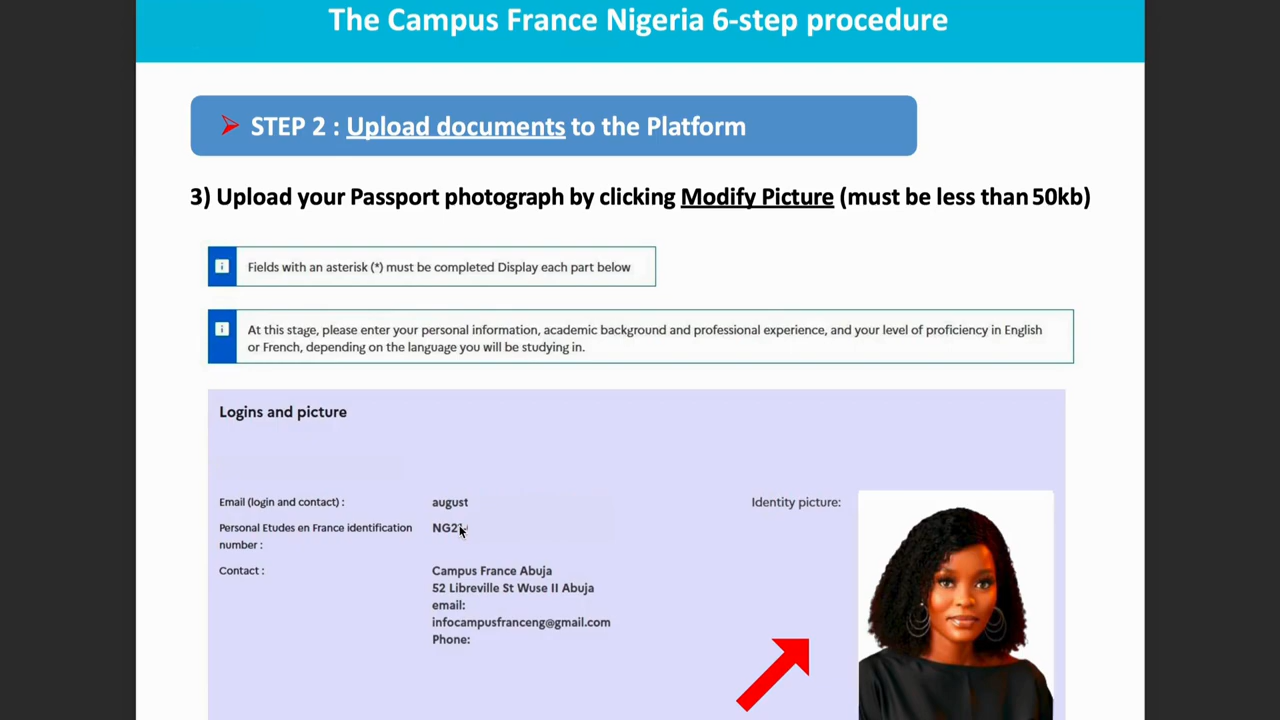 The Campus France Nigeria 6-step procedure
STEP 2 : Upload documents to the Platform
3) Upload your Passport photograph by clicking Modify Picture (must be less than 50kb)
Fields with an asterisk (*) must be completed Display each part below
At this stage, please enter your personal information, academic background and professional experience, and your level of proficiency in English
or French, depending on the language you will be studying in.
Logins and picture
Email (login and contact) : august
Identity picture:
Personal Etudes en France identification
number :
Contact : Campus France Abuja
52 Libreville St Wuse II Abuja
email:
infocampusfranceng@gmail.com
Phone: